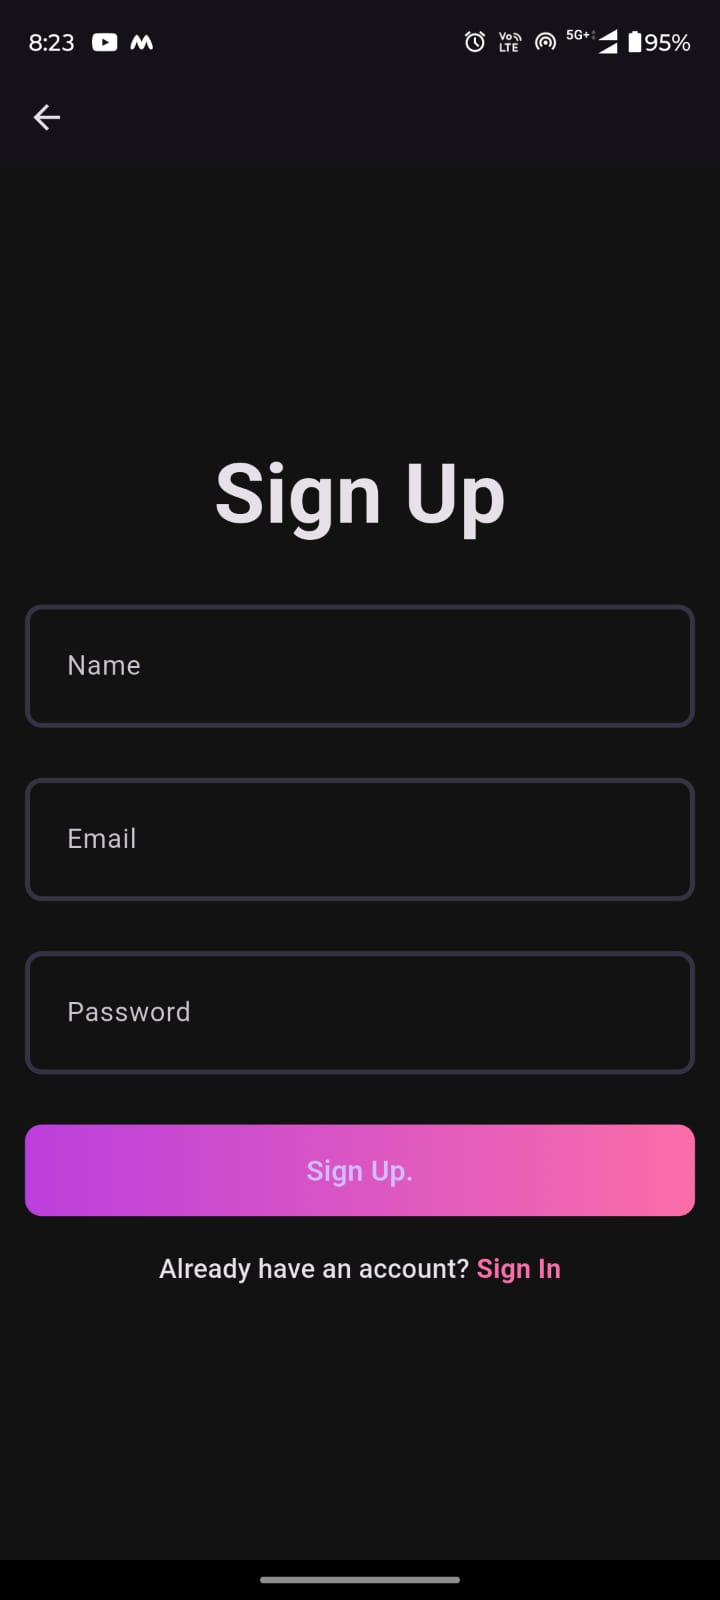 8:23 Vo LTE 5G+ 95%
Sign Up
Name
Email
Password
Sign Up.
Already have an account? Sign In